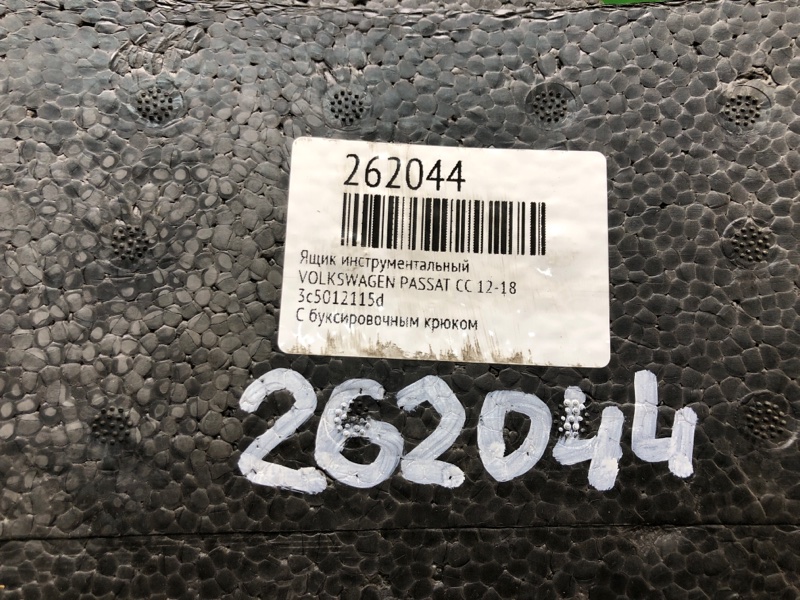 262044
Ящик инструментальный
VOLKSWAGEN PASSAT CC 12-18
3c5012115d
С буксировочным крюком
262044